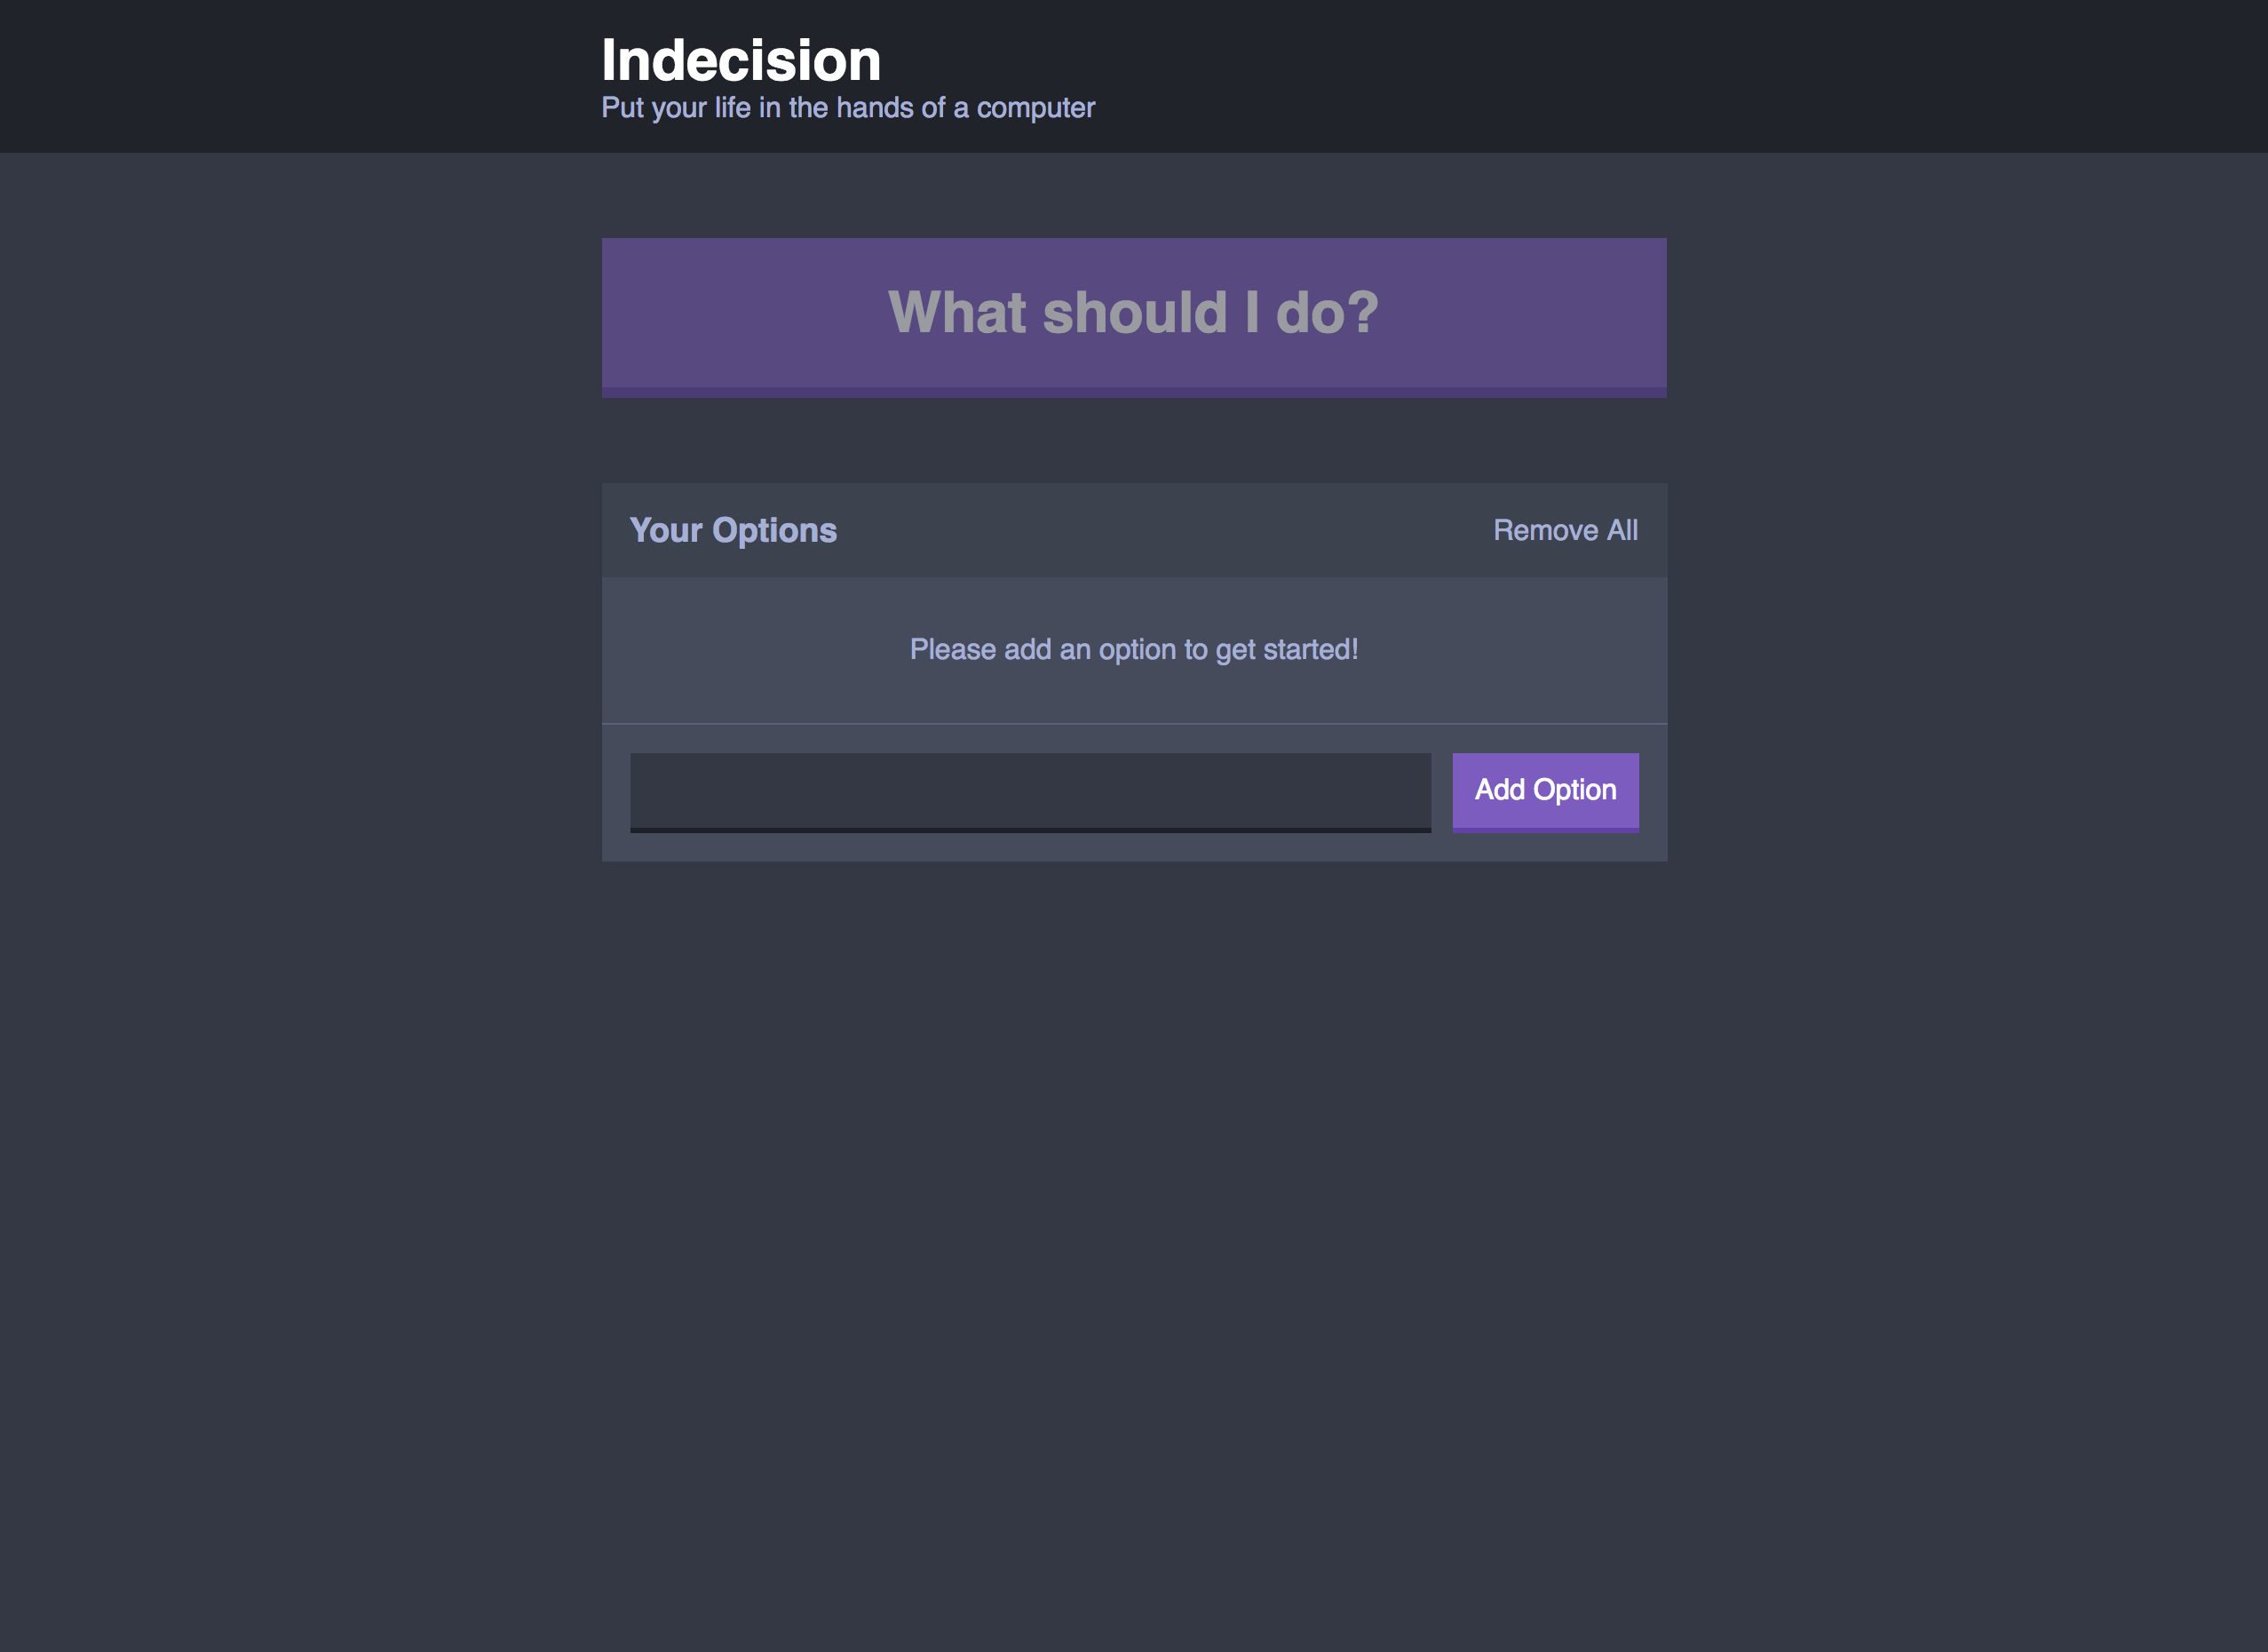 Indecision
Put your life in the hands of a computer
What should I do?
Your Options
Remove All
Please add an option to get started!
Add Option